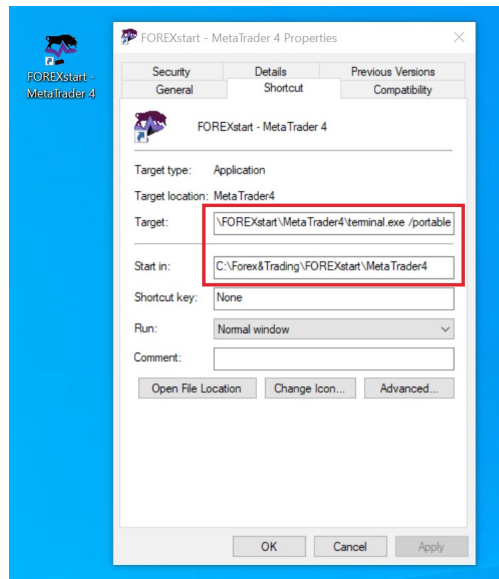 FOREXstart - MetaTrader 4 Properties
FOREXstart -
MetaTrader 4
Security Details Previous Versions
General Shortcut Compatibility
FOREXstart - MetaTrader 4
Target type: Application
Target location: MetaTrader4
Target: \FOREXstart\MetaTrader4\terminal.exe /portable
Start in: C:\Forex&Trading\FOREXstart\MetaTrader4
Shortcut key: None
Run: Normal window
Comment:
Open File Location Change Icon... Advanced...
OK Cancel Apply